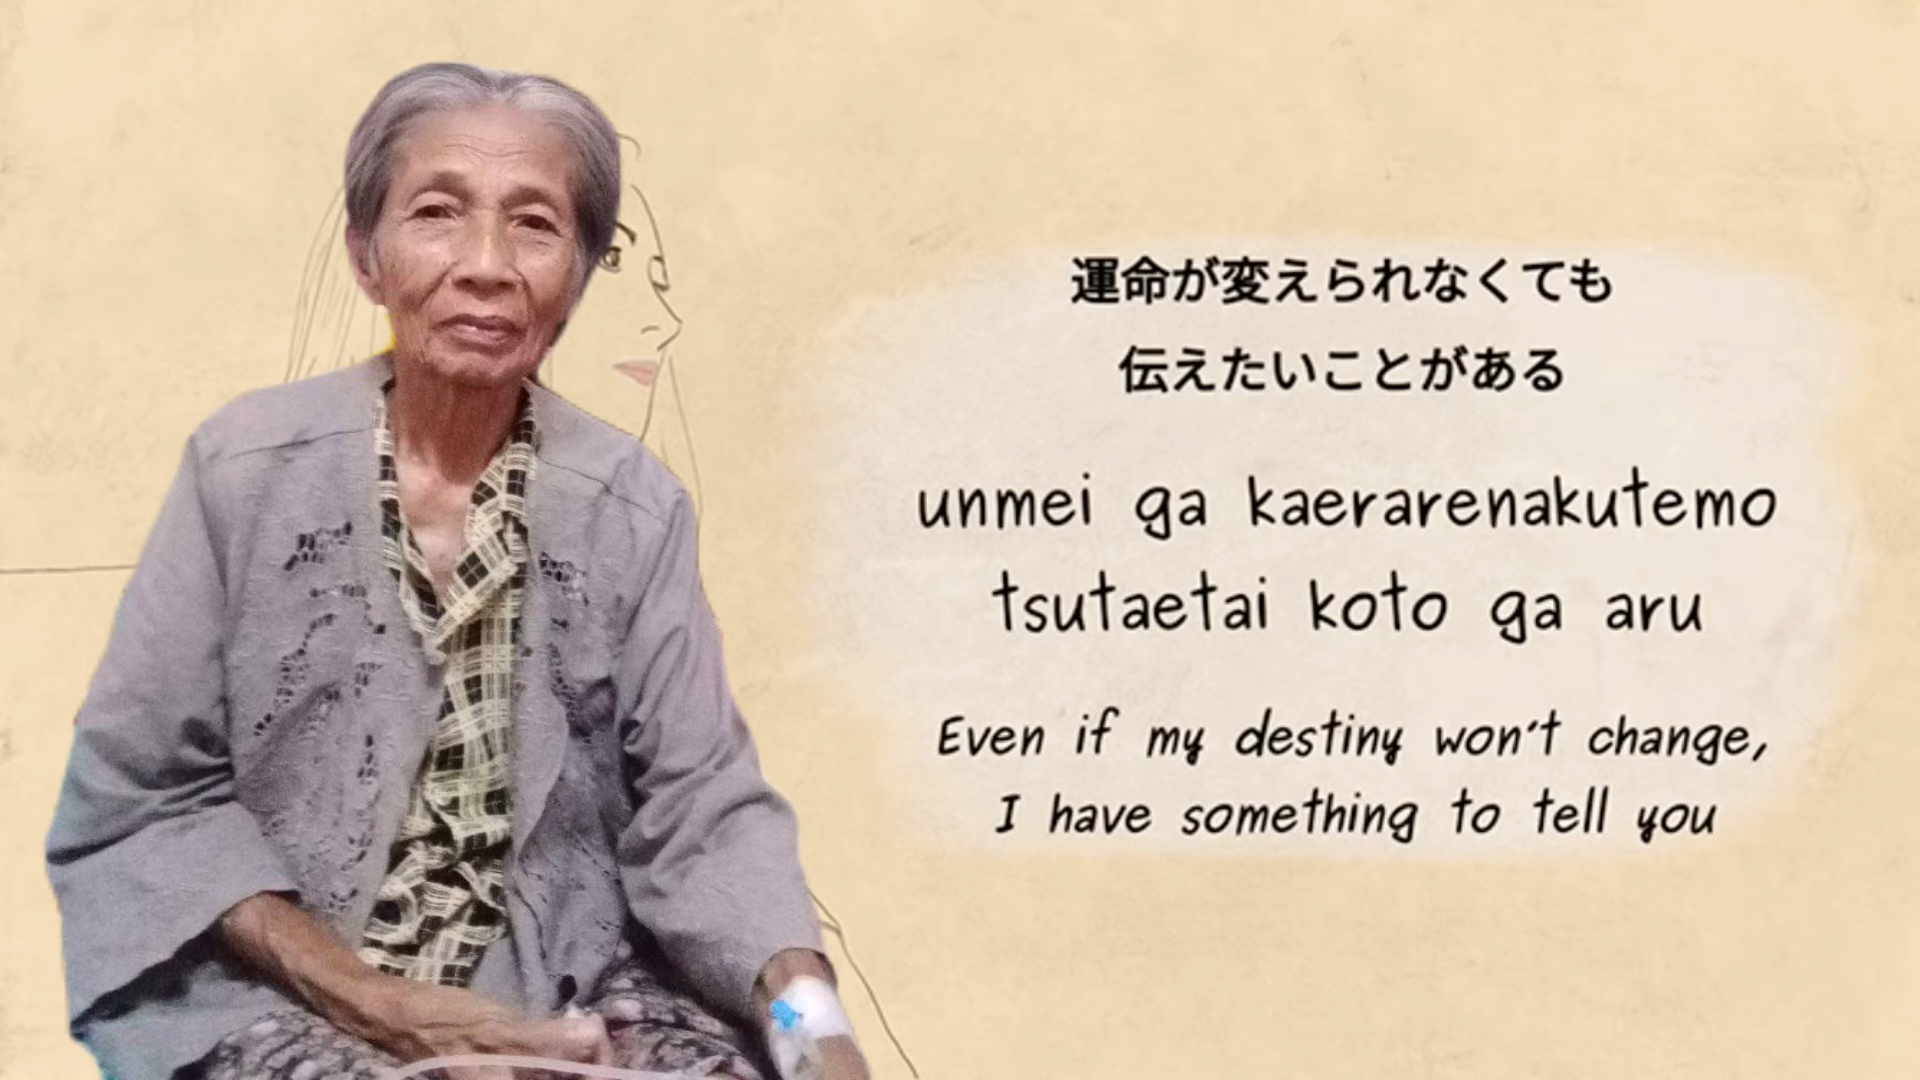 運命が変えられなくても
伝えたいことがある
unmei ga kaerarenakutemo
tsutaetai koto ga aru
Even if my destiny won't change,
I have something to tell you